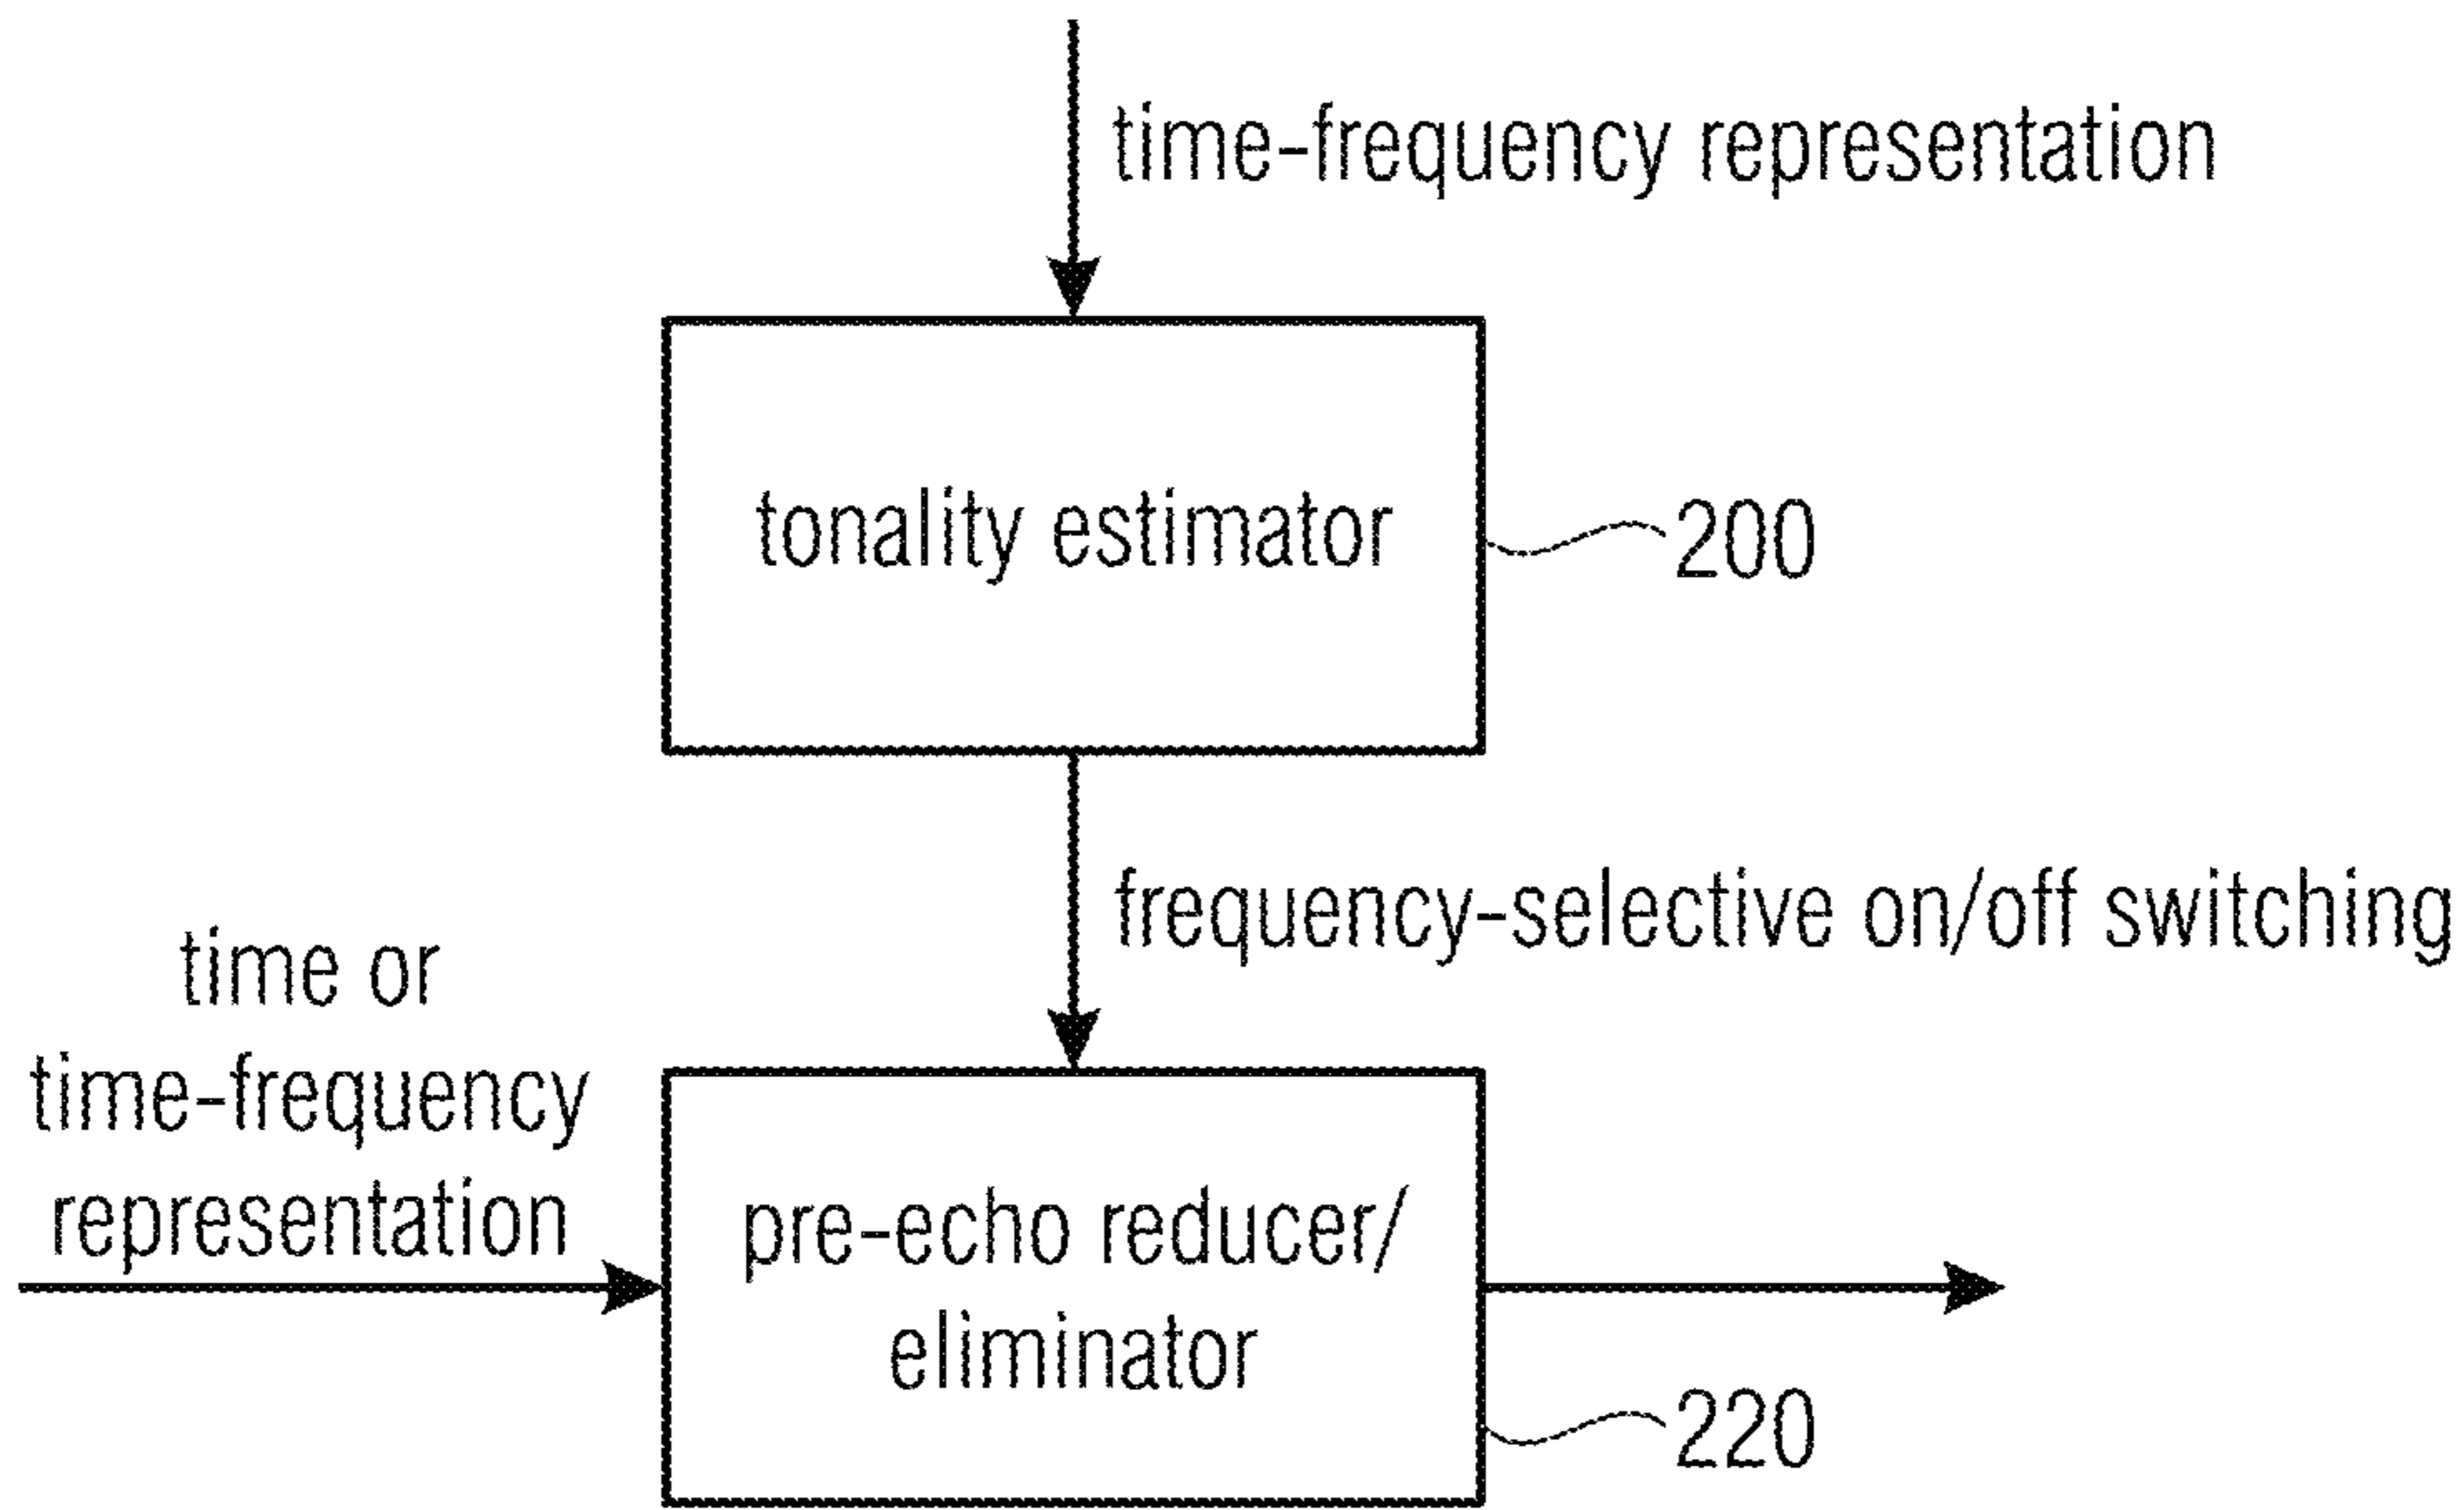 time-frequency representation
tonality estimator
200
frequency-selective on/off switching
time or
time-frequency
representation
pre-echo reducer/
eliminator
220